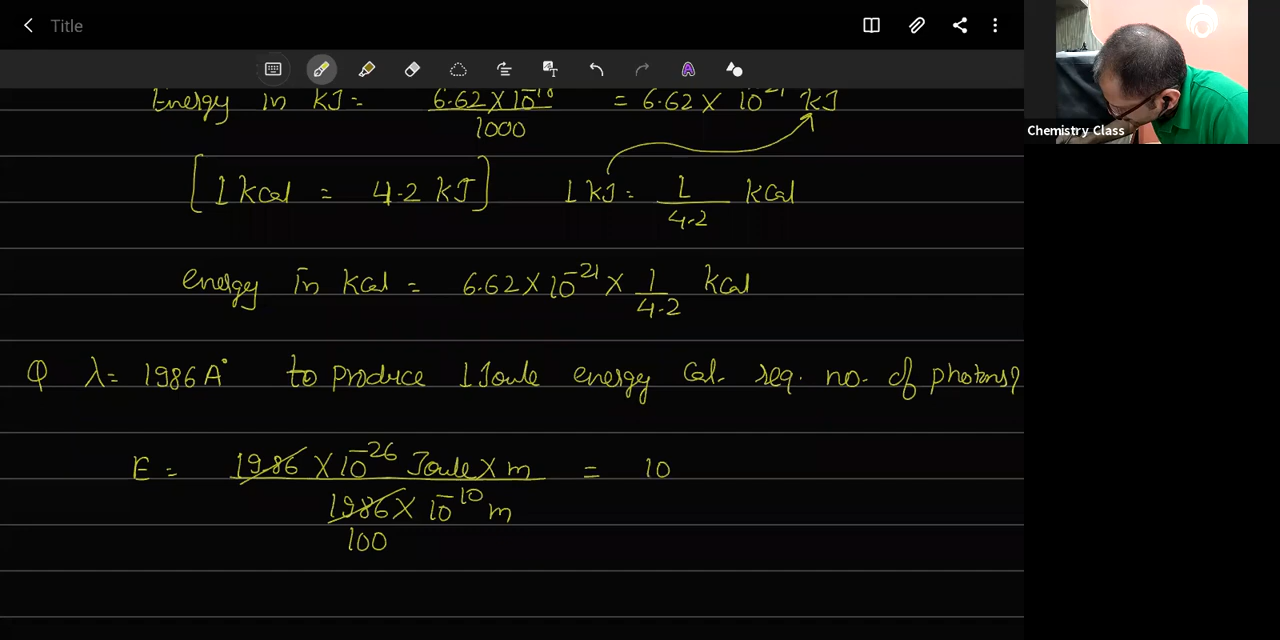 Title
Energy in KJ = 6.62 X 10^-18 / 1000 = 6.62 X 10^-21 KJ
[1 kcal = 4.2 kJ] 1 kJ = 1 / 4.2 kcal
energy in kcal = 6.62 X 10^-21 X 1 / 4.2 kcal
Q λ = 1986 A° to produce 1 Joule energy Cal. req. no. of photons?
E = 1986 X 10^-26 Joule X m / 1986 X 10^-10 m = 10
100
Chemistry Class